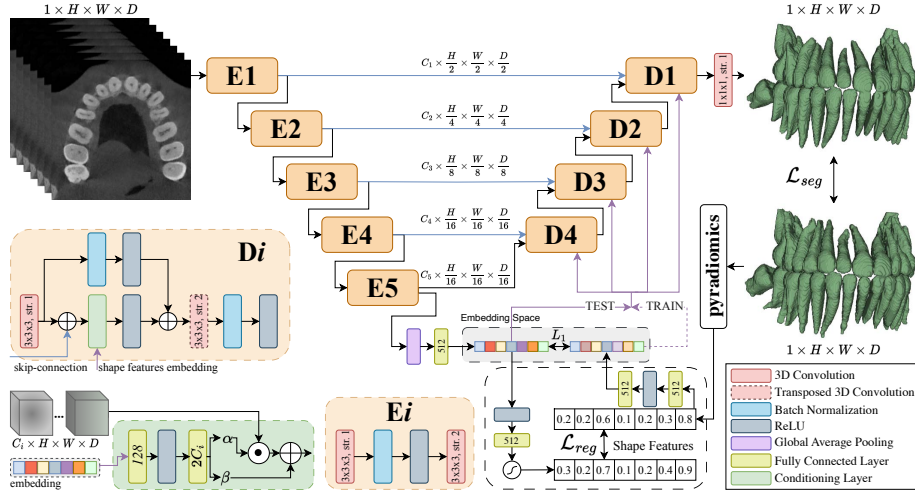 1 × H × W × D
E1
C₁ × H/2 × W/2 × D/2
D1
1x1x1, str. 1
1 × H × W × D
E2
C₂ × H/4 × W/4 × D/4
D2
E3
C₃ × H/8 × W/8 × D/8
D3
ℒseg
E4
C₄ × H/16 × W/16 × D/16
D4
E5
C₅ × H/16 × W/16 × D/16
pyradiomics
1 × H × W × D
Di
3x3x3, str. 1
3x3x3, str. 2
skip-connection
shape features embedding
TEST
TRAIN
512
Embedding Space
L₁
512
512
0.2 0.2 0.6 0.1 0.2 0.3 0.8
512
ℒreg
Shape Features
0.3 0.2 0.7 0.1 0.2 0.4 0.9
...
Cᵢ × H × W × D
embedding
128
2Cᵢ
α
β
Ei
3x3x3, str. 1
3x3x3, str. 2
3D Convolution
Transposed 3D Convolution
Batch Normalization
ReLU
Global Average Pooling
Fully Connected Layer
Conditioning Layer